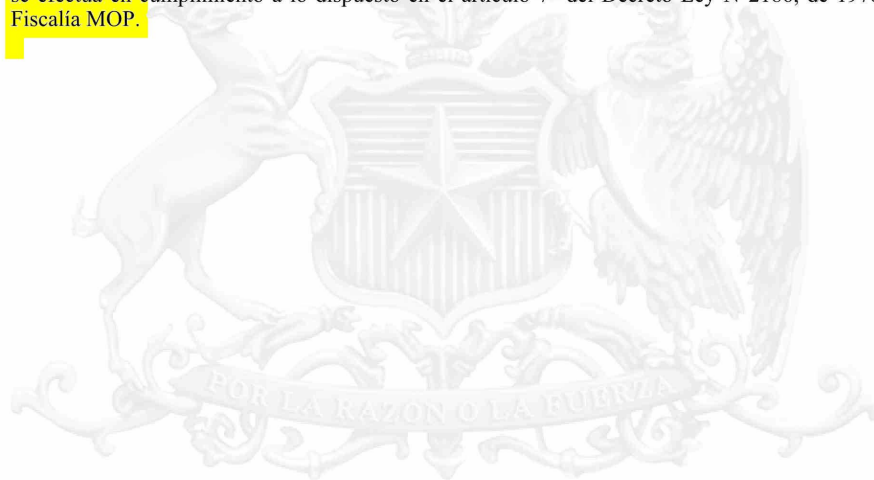 se efectúa en cumplimiento a lo dispuesto en el artículo 7° del Decreto Ley N°2186, de 1978
Fiscalía MOP.
POR LA RAZON O LA FUERZA